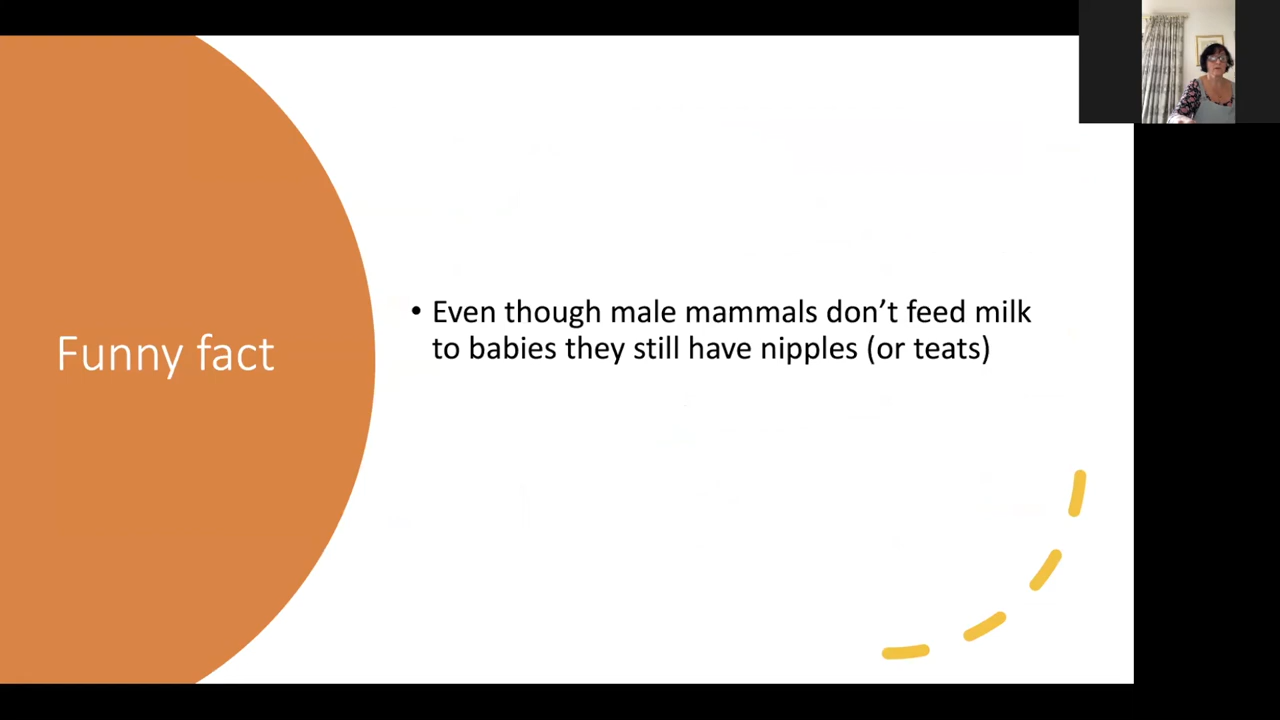 Funny fact
• Even though male mammals don’t feed milk
to babies they still have nipples (or teats)